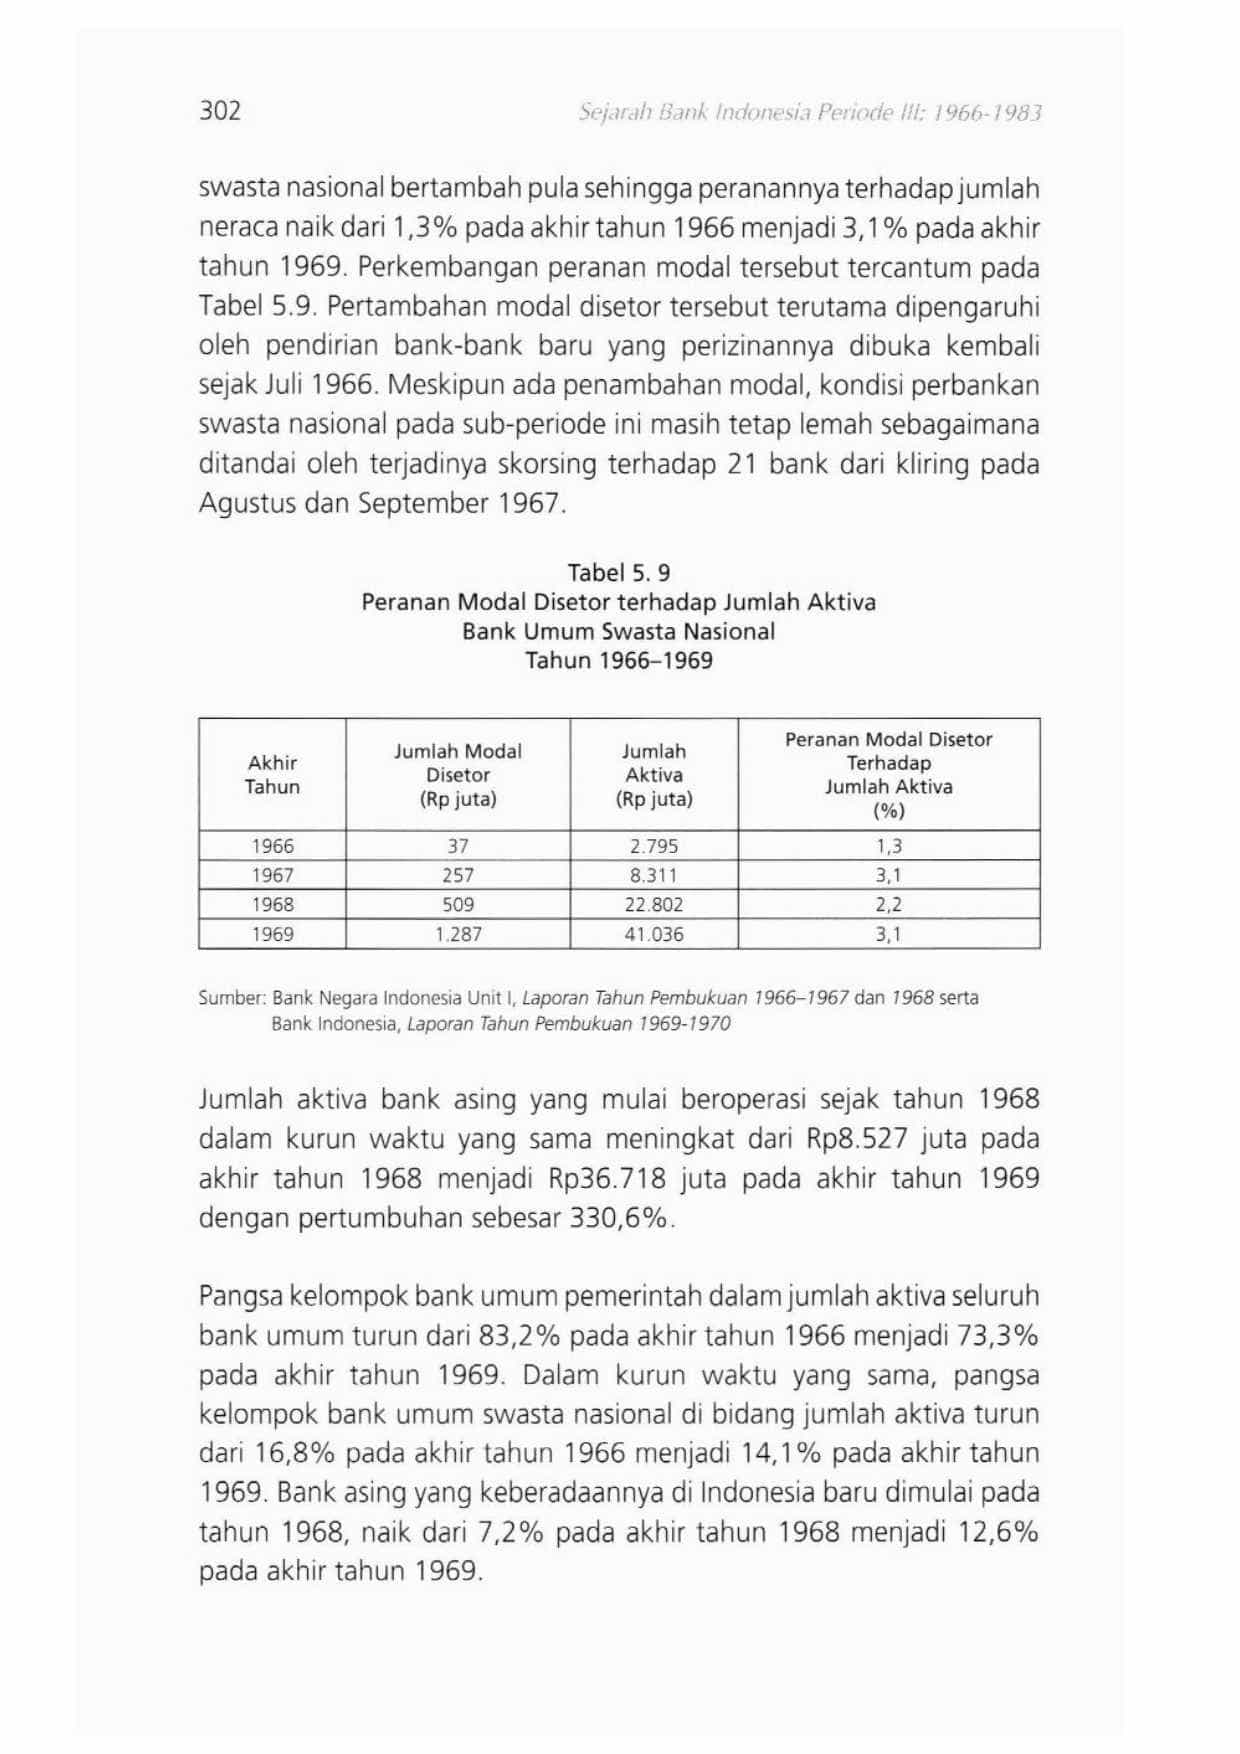 302
Sejarah Bank Indonesia Periode III: 1966-1983
swasta nasional bertambah pula sehingga peranannya terhadap jumlah
neraca naik dari 1,3% pada akhir tahun 1966 menjadi 3,1% pada akhir
tahun 1969. Perkembangan peranan modal tersebut tercantum pada
Tabel 5.9. Pertambahan modal disetor tersebut terutama dipengaruhi
oleh pendirian bank-bank baru yang perizinannya dibuka kembali
sejak Juli 1966. Meskipun ada penambahan modal, kondisi perbankan
swasta nasional pada sub-periode ini masih tetap lemah sebagaimana
ditandai oleh terjadinya skorsing terhadap 21 bank dari kliring pada
Agustus dan September 1967.
Tabel 5. 9
Peranan Modal Disetor terhadap Jumlah Aktiva
Bank Umum Swasta Nasional
Tahun 1966–1969
Akhir
Tahun
Jumlah Modal
Disetor
(Rp juta)
Jumlah
Aktiva
(Rp juta)
Peranan Modal Disetor
Terhadap
Jumlah Aktiva
(%)
1966 37 2.795 1,3
1967 257 8.311 3,1
1968 509 22.802 2,2
1969 1.287 41.036 3,1
Sumber: Bank Negara Indonesia Unit I, Laporan Tahun Pembukuan 1966–1967 dan 1968 serta
Bank Indonesia, Laporan Tahun Pembukuan 1969-1970
Jumlah aktiva bank asing yang mulai beroperasi sejak tahun 1968
dalam kurun waktu yang sama meningkat dari Rp8.527 juta pada
akhir tahun 1968 menjadi Rp36.718 juta pada akhir tahun 1969
dengan pertumbuhan sebesar 330,6%.
Pangsa kelompok bank umum pemerintah dalam jumlah aktiva seluruh
bank umum turun dari 83,2% pada akhir tahun 1966 menjadi 73,3%
pada akhir tahun 1969. Dalam kurun waktu yang sama, pangsa
kelompok bank umum swasta nasional di bidang jumlah aktiva turun
dari 16,8% pada akhir tahun 1966 menjadi 14,1% pada akhir tahun
1969. Bank asing yang keberadaannya di Indonesia baru dimulai pada
tahun 1968, naik dari 7,2% pada akhir tahun 1968 menjadi 12,6%
pada akhir tahun 1969.